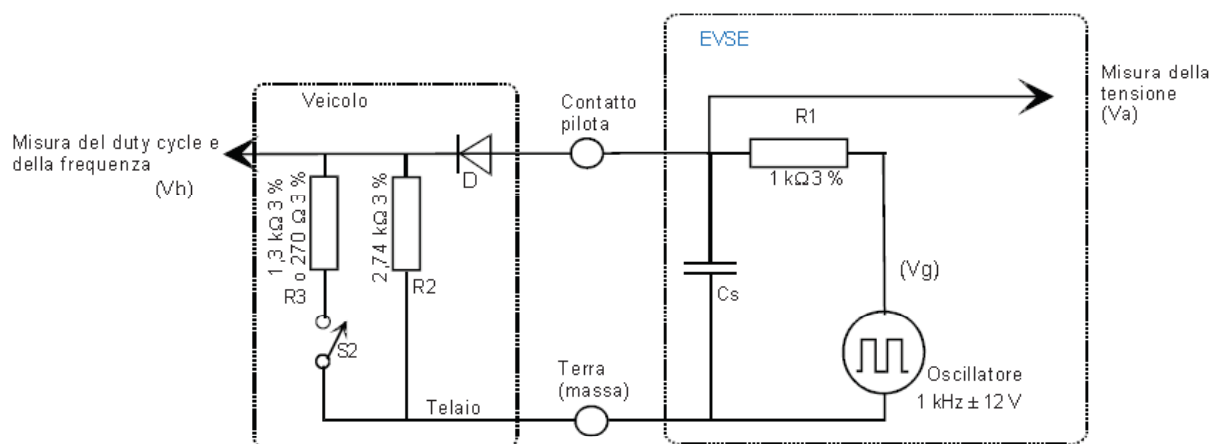 EVSE
Misura della
tensione
(Va)
Veicolo
Contatto
pilota
R1
1 kΩ 3 %
Misura del duty cycle e
della frequenza
(Vh)
D
1,3 kΩ 3 %
o 270 Ω 3 %
R3
2,74 kΩ 3 %
R2
S2
Cs
(Vg)
Terra
(massa)
Telaio
Oscillatore
1 kHz ± 12 V